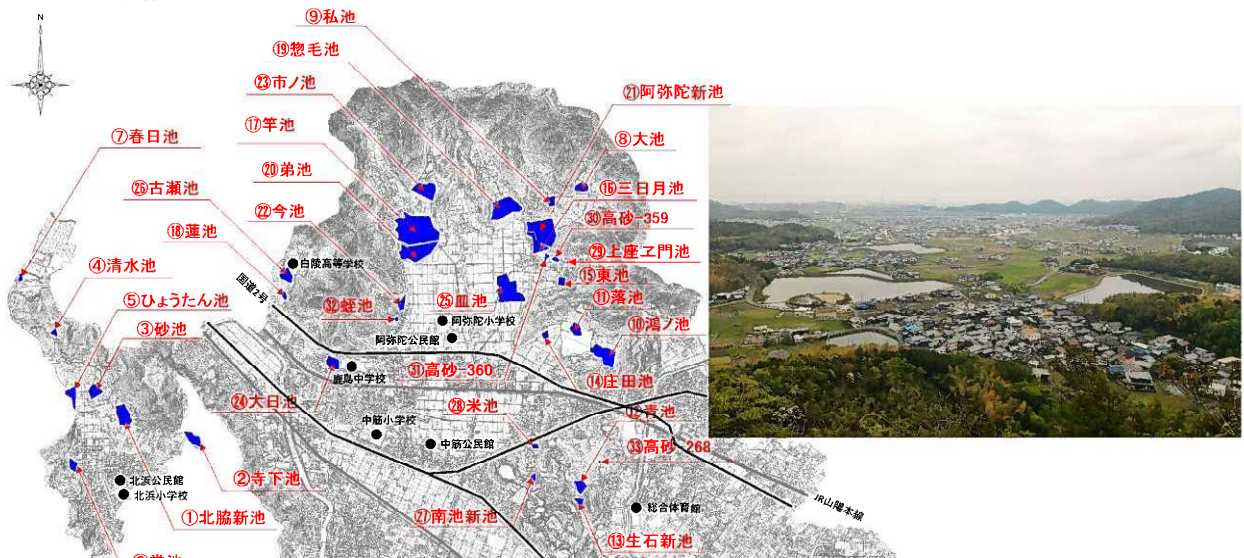 N
⑨私池
⑲惣毛池
㉓市ノ池
㉑阿弥陀新池
⑰竿池
⑦春日池
⑧大池
⑳弟池
㉖古瀬池
⑯三日月池
㉒今池
㉚高砂-359
⑱蓮池
白陵高等学校
㉙上座ヱ門池
④清水池
国道2号
⑮東池
⑤ひょうたん池
㉜蛭池
㉕皿池
⑪落池
③砂池
阿弥陀小学校
⑩鴻ノ池
阿弥陀公民館
鹿島中学校
㉛高砂-360
⑭庄田池
㉔大日池
㉘米池
中筋小学校
中筋公民館
㉝高砂-268
②寺下池
北浜公民館
北浜小学校
総合体育館
JR山陽本線
①北脇新池
㉗南池新池
⑬生石新池